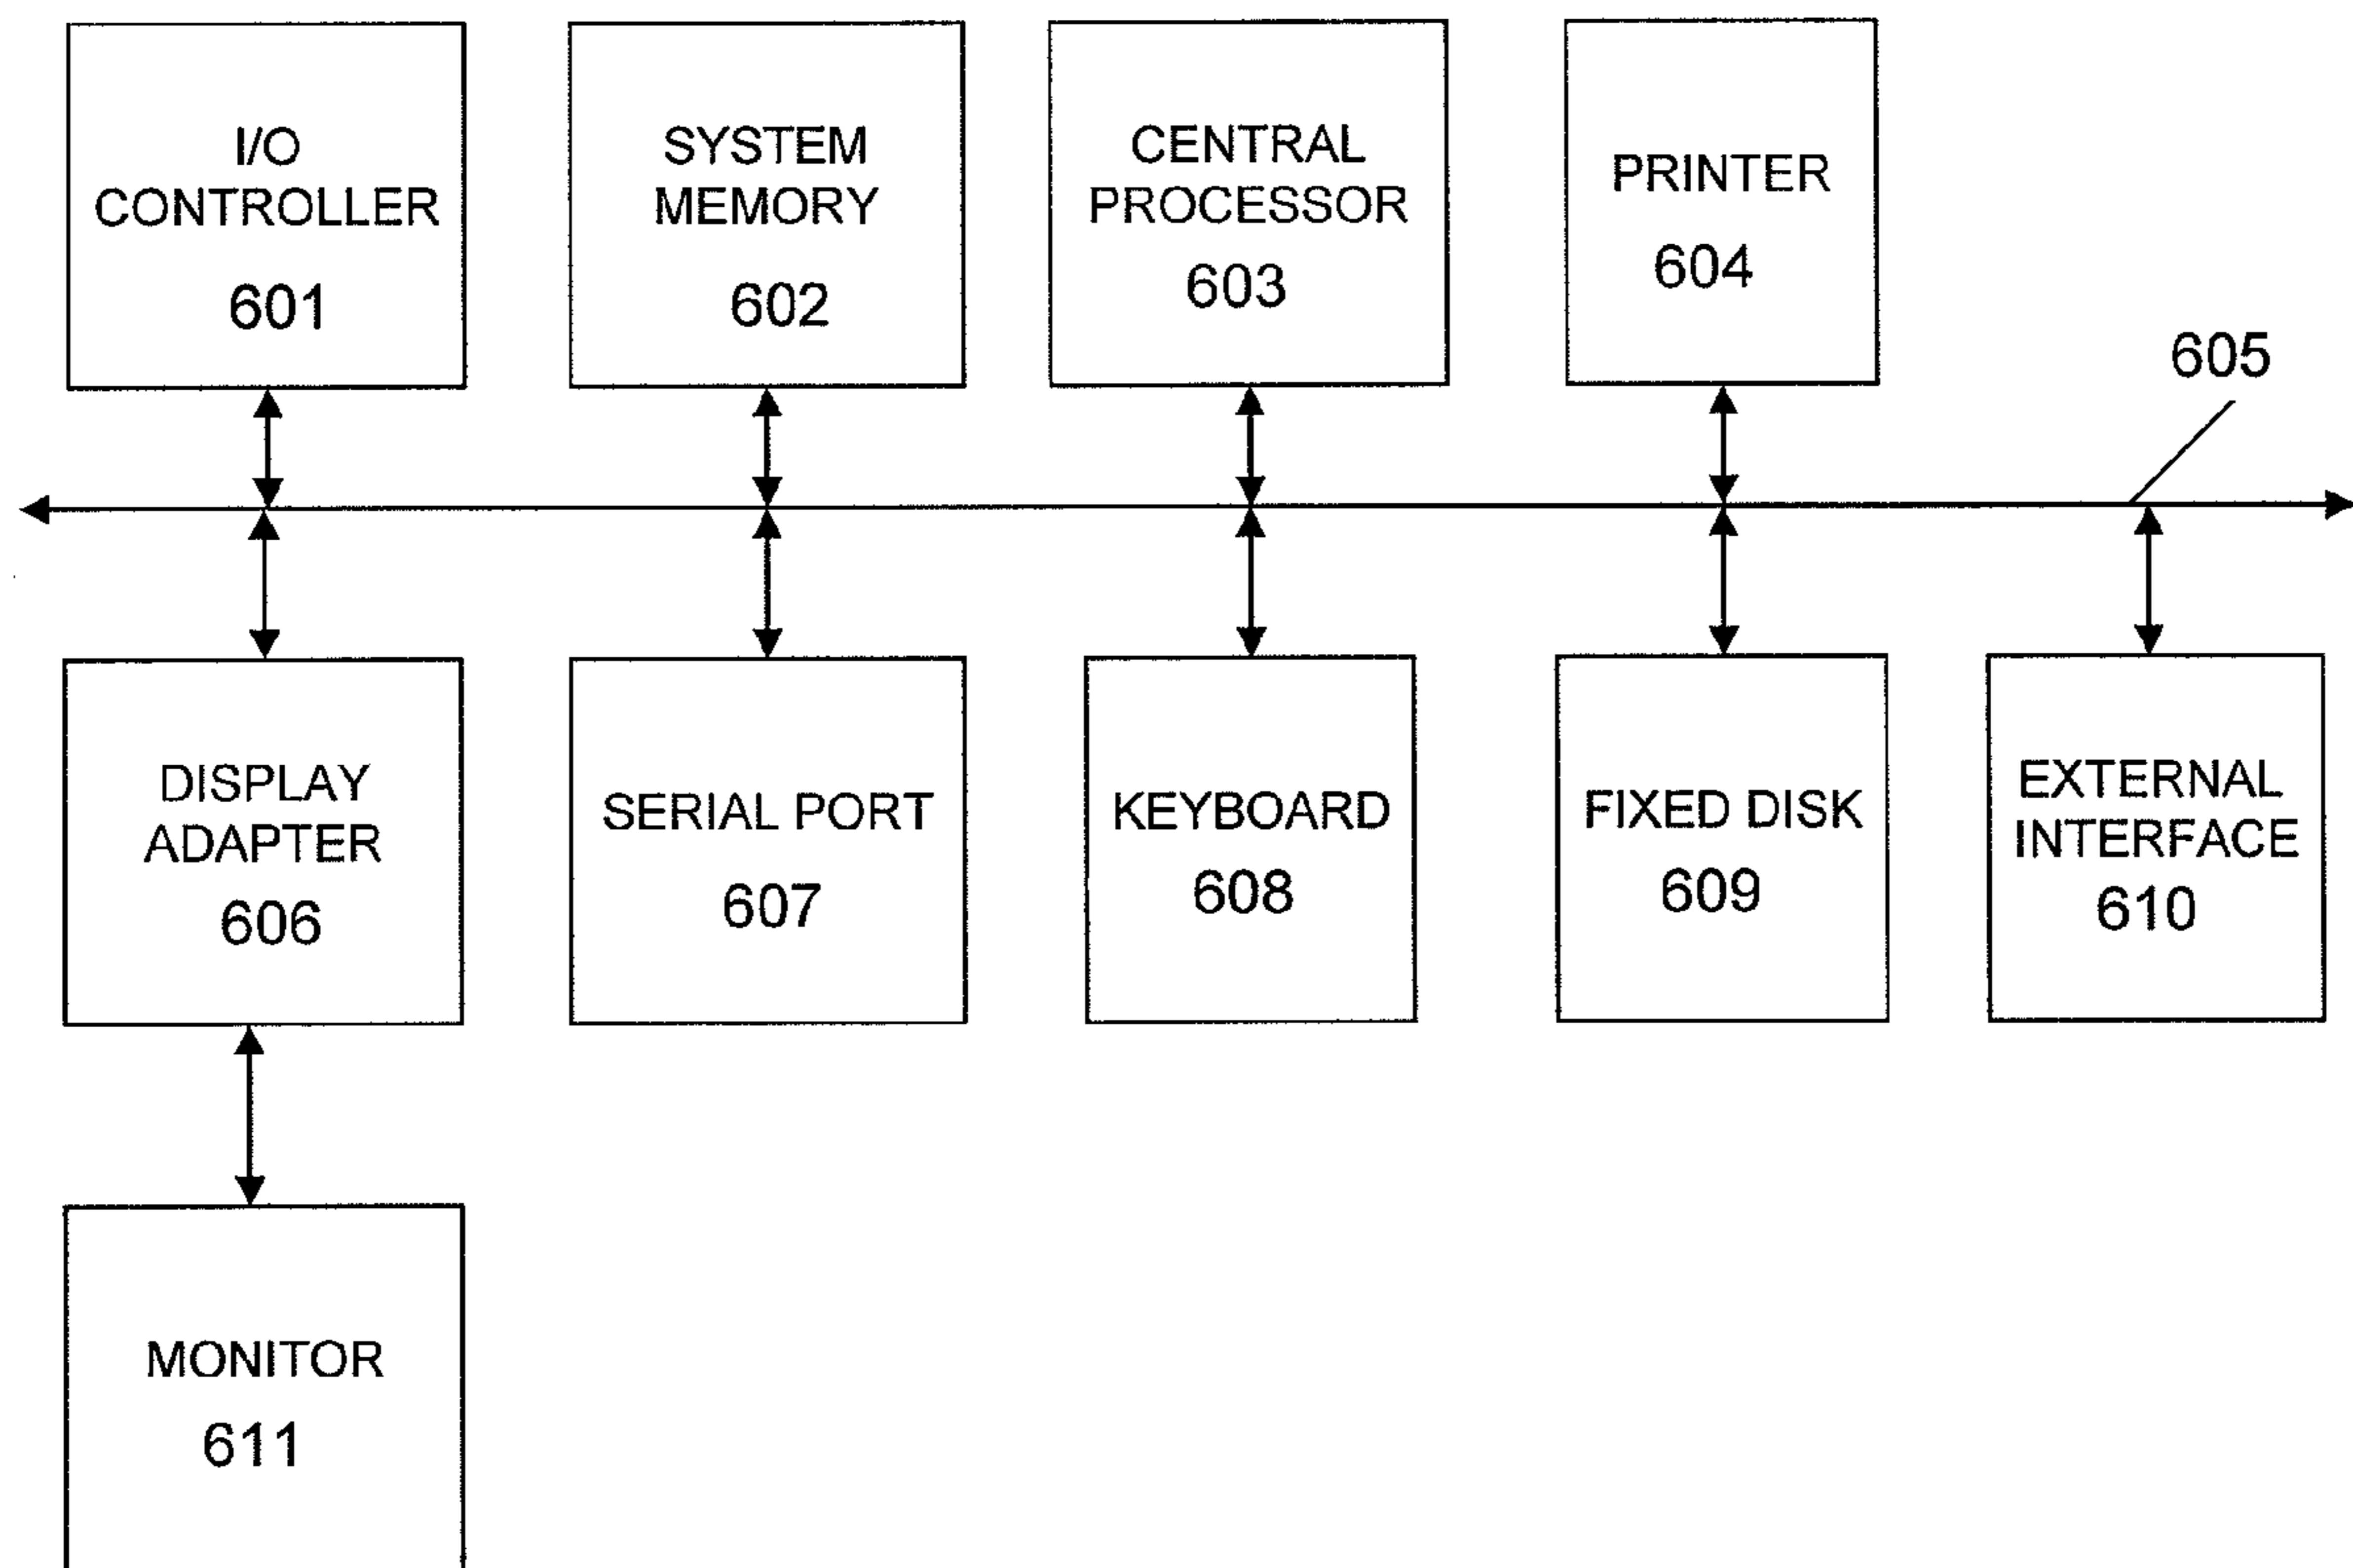 I/O
CONTROLLER
601
SYSTEM
MEMORY
602
CENTRAL
PROCESSOR
603
PRINTER
604
605
DISPLAY
ADAPTER
606
SERIAL PORT
607
KEYBOARD
608
FIXED DISK
609
EXTERNAL
INTERFACE
610
MONITOR
611